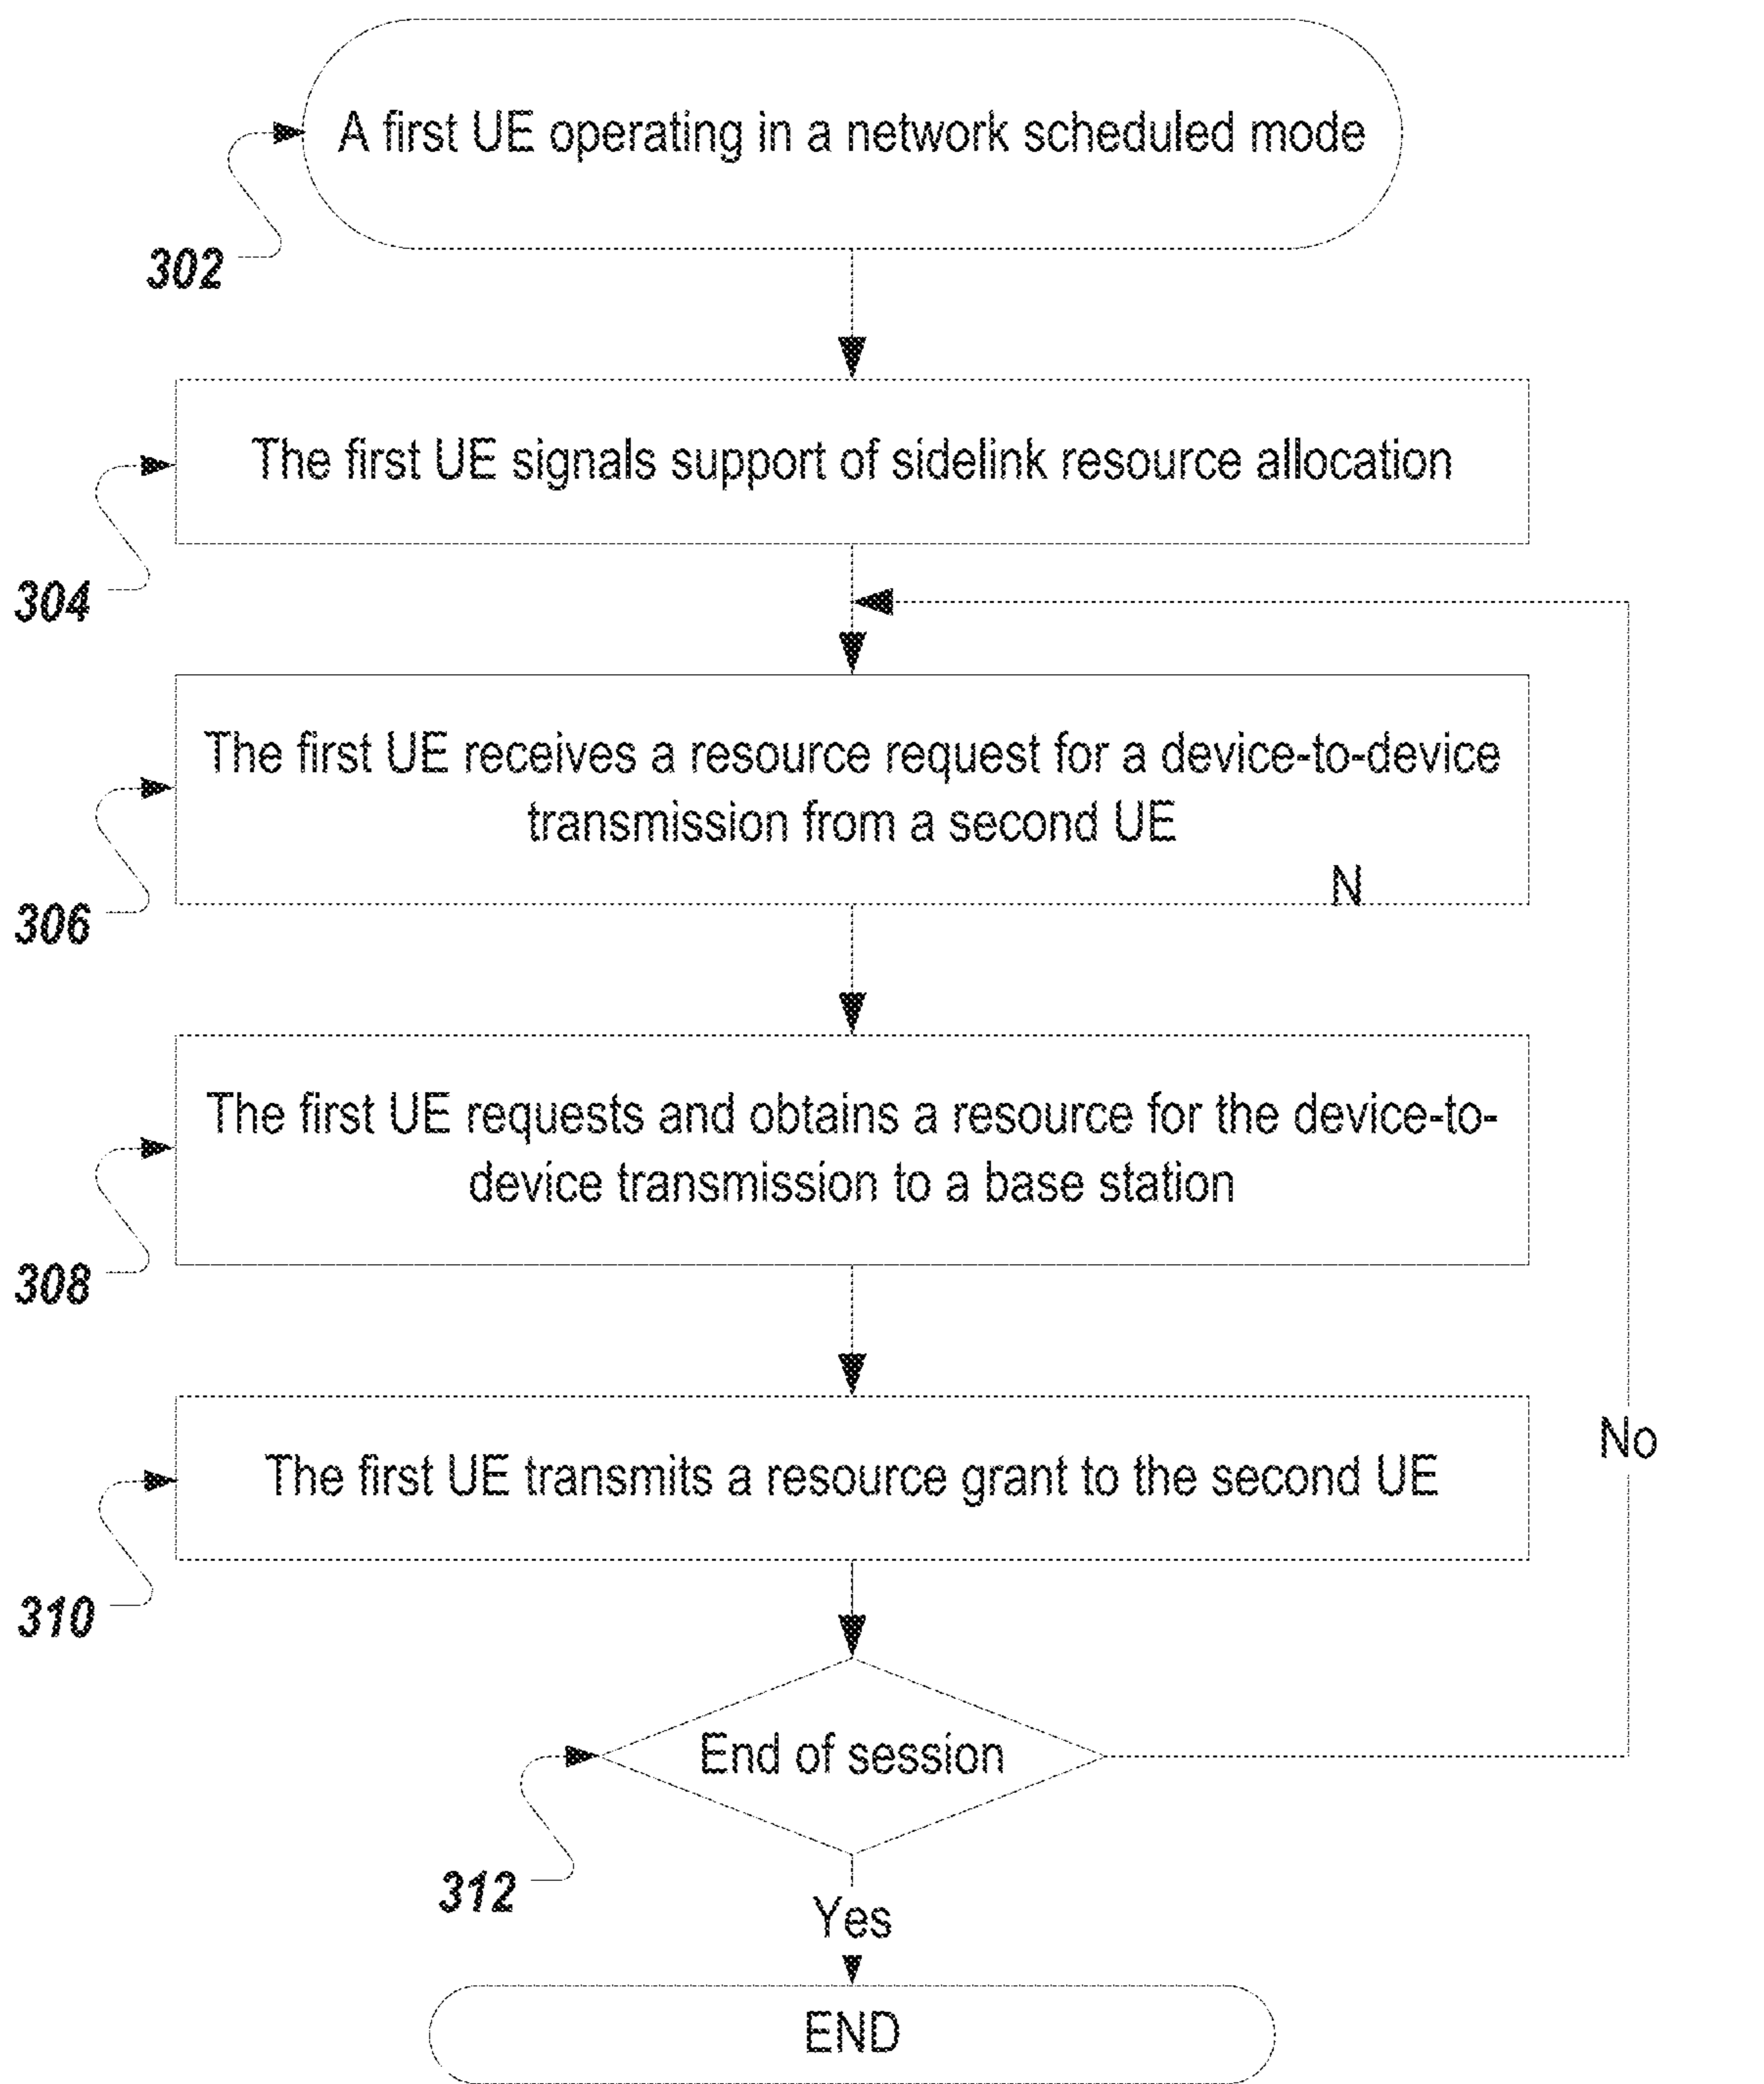 A first UE operating in a network scheduled mode
302
The first UE signals support of sidelink resource allocation
304
The first UE receives a resource request for a device-to-device
transmission from a second UE
N
306
The first UE requests and obtains a resource for the device-to-
device transmission to a base station
308
The first UE transmits a resource grant to the second UE
No
310
End of session
312
Yes
END